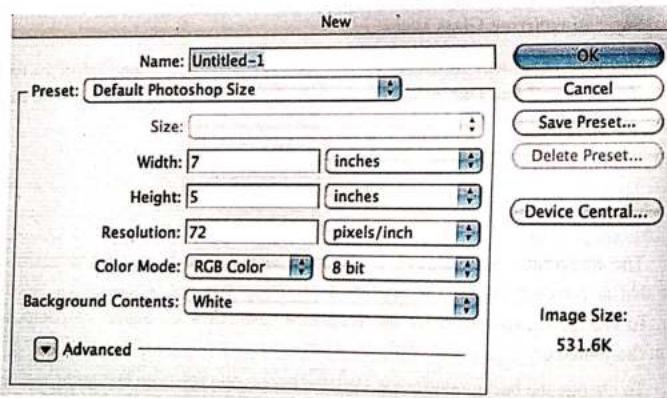 New
Name: Untitled-1
Preset: Default Photoshop Size
Size:
Width: 7 inches
Height: 5 inches
Resolution: 72 pixels/inch
Color Mode: RGB Color 8 bit
Background Contents: White
Advanced
OK
Cancel
Save Preset...
Delete Preset...
Device Central...
Image Size:
531.6K